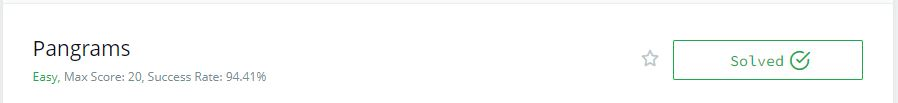 Pangrams
Solved
Easy, Max Score: 20, Success Rate: 94.41%